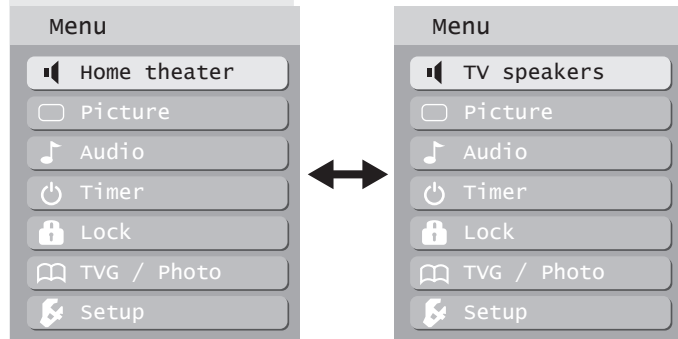 Menu
Home theater
Picture
Audio
Timer
Lock
TVG / Photo
Setup
Menu
TV speakers
Picture
Audio
Timer
Lock
TVG / Photo
Setup